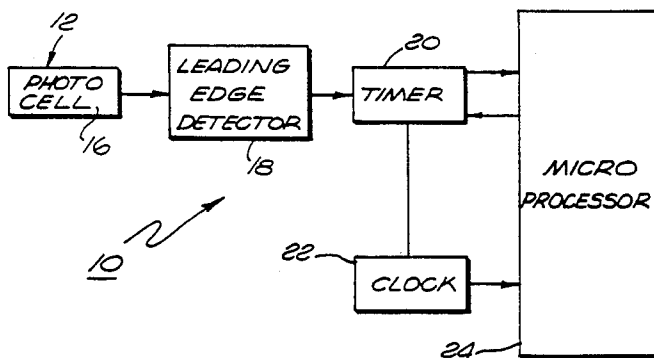 12
PHOTO
CELL
16
LEADING
EDGE
DETECTOR
18
20
TIMER
10
22
CLOCK
MICRO
PROCESSOR
24